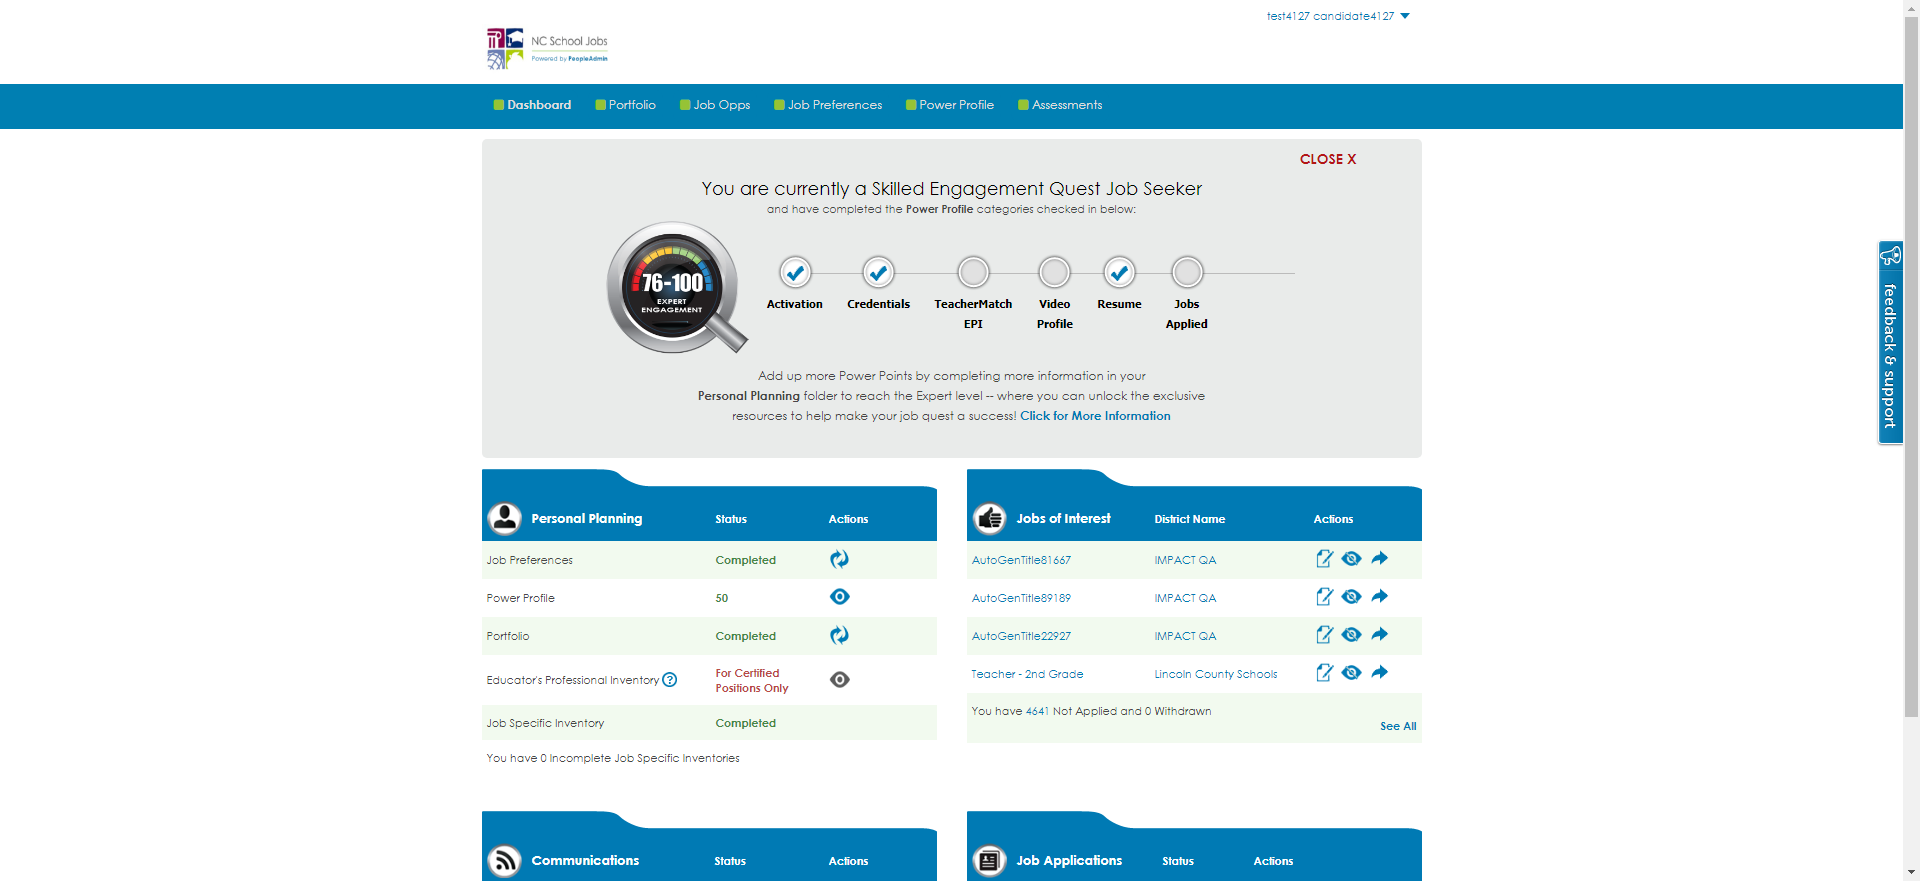 test4127 candidate4127
NC School Jobs
Powered by PeopleAdmin
Dashboard Portfolio Job Opps Job Preferences Power Profile Assessments
CLOSE X
You are currently a Skilled Engagement Quest Job Seeker
and have completed the Power Profile categories checked in below:
76-100
EXPERT
ENGAGEMENT
Activation
Credentials
TeacherMatch
EPI
Video
Profile
Resume
Jobs
Applied
Add up more Power Points by completing more information in your
Personal Planning folder to reach the Expert level -- where you can unlock the exclusive
resources to help make your job quest a success! Click for More Information
feedback & support
Personal Planning Status Actions
Job Preferences Completed
Power Profile 50
Portfolio Completed
Educator's Professional Inventory ? For Certified
Positions Only
Job Specific Inventory Completed
You have 0 Incomplete Job Specific Inventories
Jobs of Interest District Name Actions
AutoGenTitle81667 IMPACT QA
AutoGenTitle89189 IMPACT QA
AutoGenTitle22927 IMPACT QA
Teacher - 2nd Grade Lincoln County Schools
You have 4641 Not Applied and 0 Withdrawn
See All
Communications Status Actions
Job Applications Status Actions